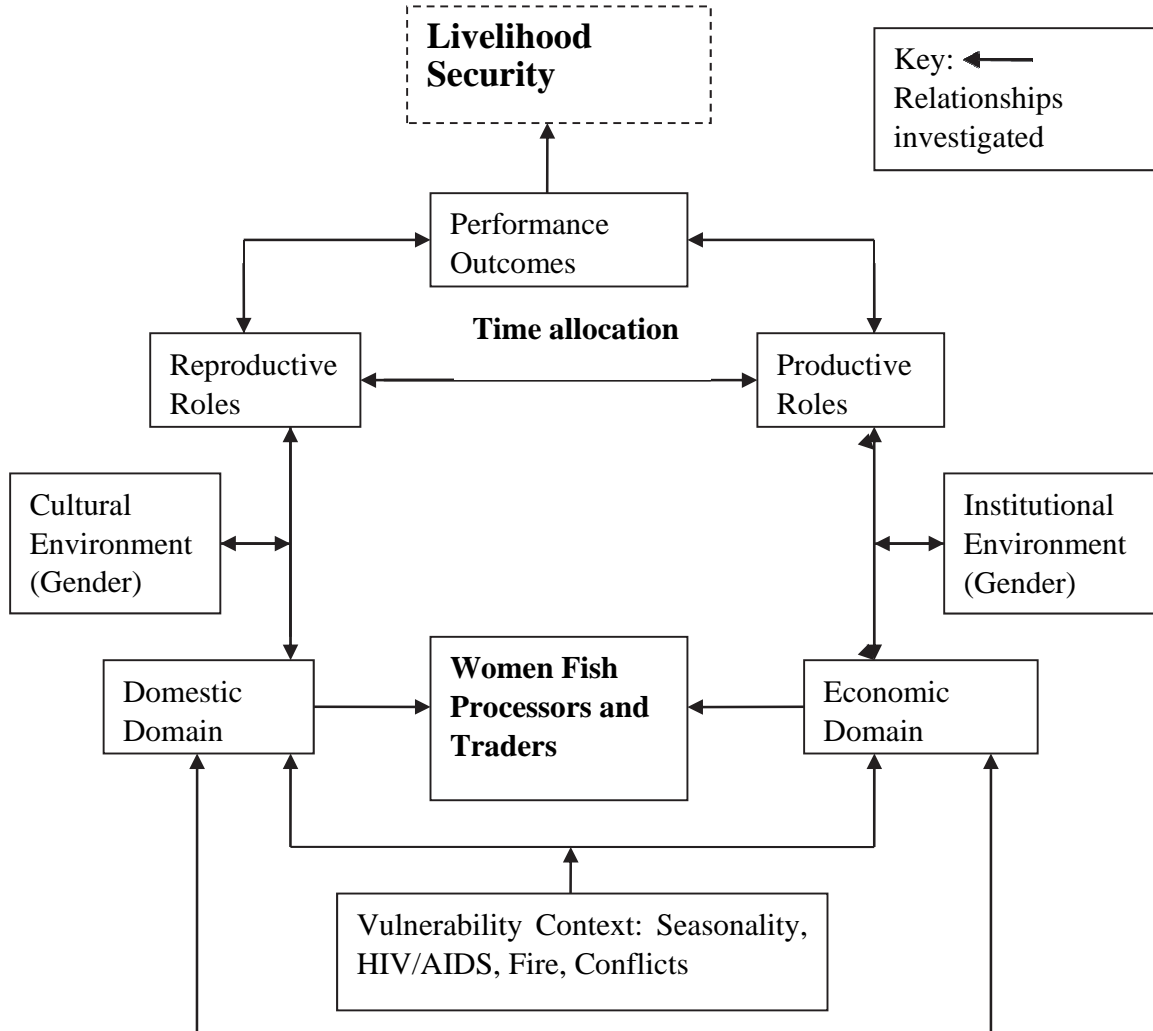 Livelihood
Security
Key:
Relationships
investigated
Performance
Outcomes
Time allocation
Reproductive
Roles
Productive
Roles
Cultural
Environment
(Gender)
Institutional
Environment
(Gender)
Domestic
Domain
Women Fish
Processors and
Traders
Economic
Domain
Vulnerability Context: Seasonality,
HIV/AIDS, Fire, Conflicts